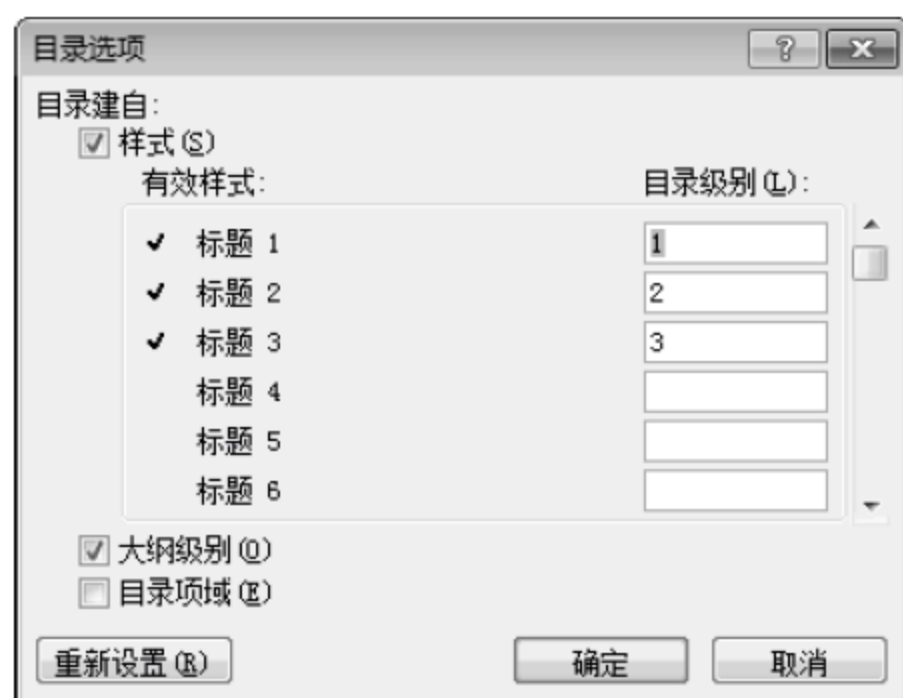 目录选项
目录建自:
样式(S)
有效样式: 目录级别(L):
标题 1 1
标题 2 2
标题 3 3
标题 4
标题 5
标题 6
大纲级别(O)
目录项域(E)
重新设置(R) 确定 取消